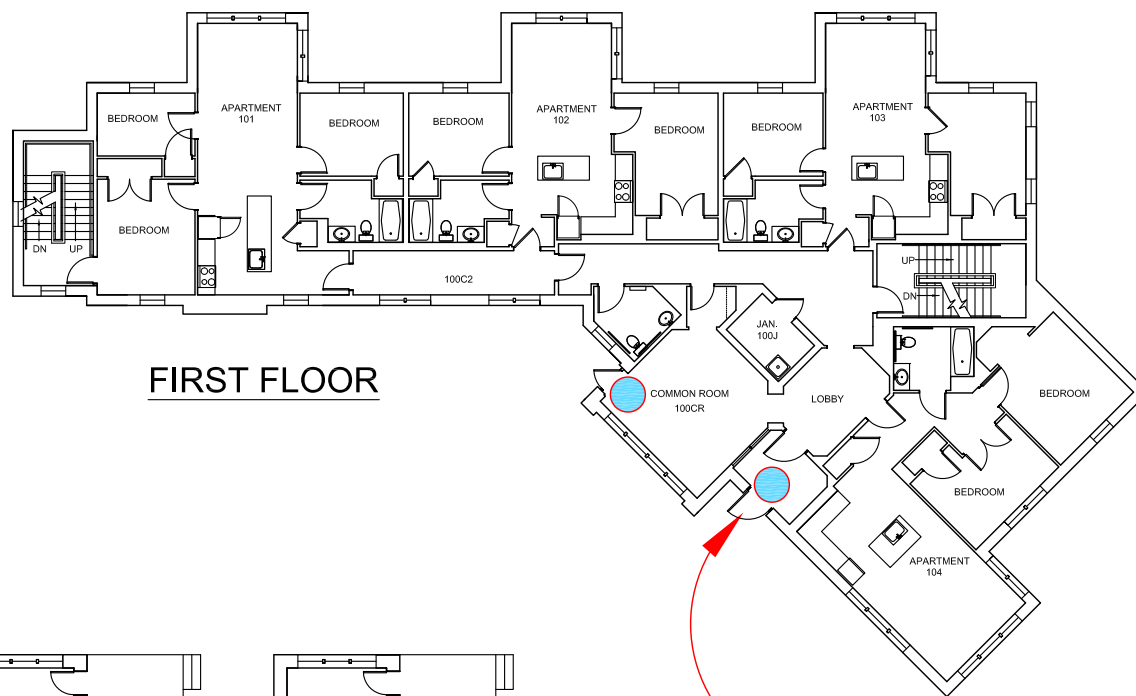 APARTMENT
101
BEDROOM
BEDROOM
BEDROOM
BEDROOM
APARTMENT
102
BEDROOM
BEDROOM
APARTMENT
103
DN
UP
100C2
UP
DN
JAN.
100J
COMMON ROOM
100CR
LOBBY
BEDROOM
BEDROOM
APARTMENT
104
FIRST FLOOR